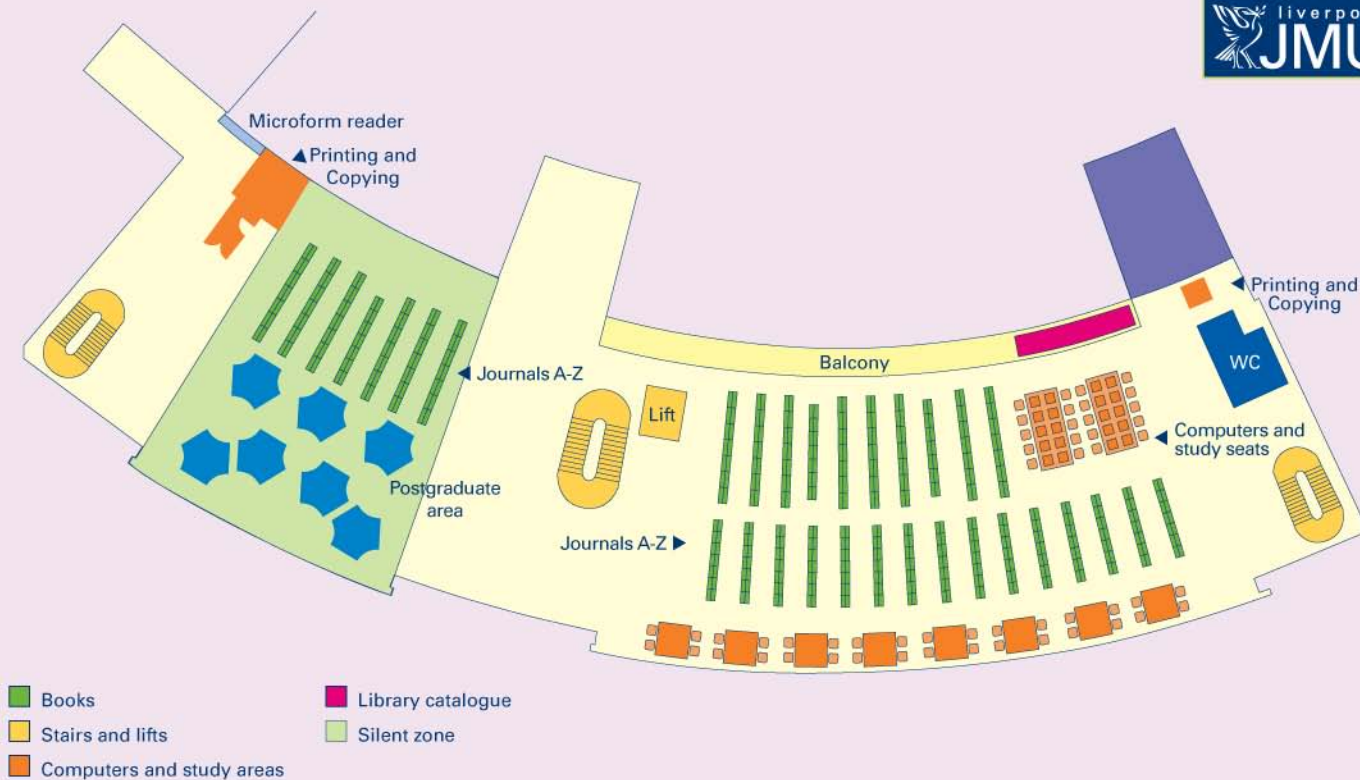 liverpo
JMU
Microform reader
Printing and
Copying
Printing and
Copying
Balcony
WC
Journals A-Z
Lift
Computers and
study seats
Postgraduate
area
Journals A-Z
Books
Library catalogue
Stairs and lifts
Silent zone
Computers and study areas